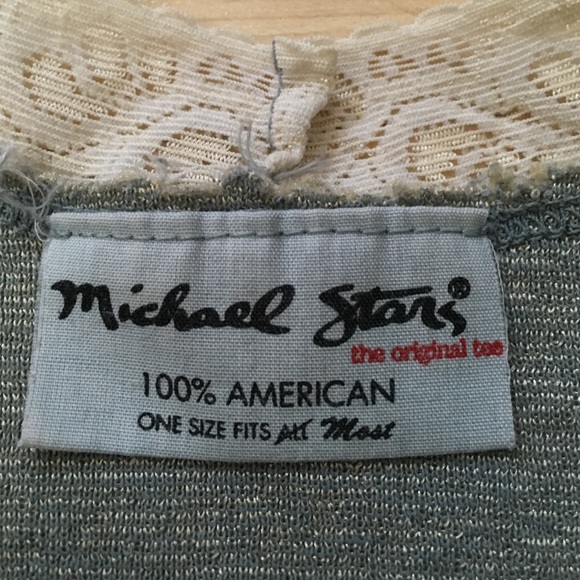 Michael Stars®
the original tee
100% AMERICAN
ONE SIZE FITS ALL Most